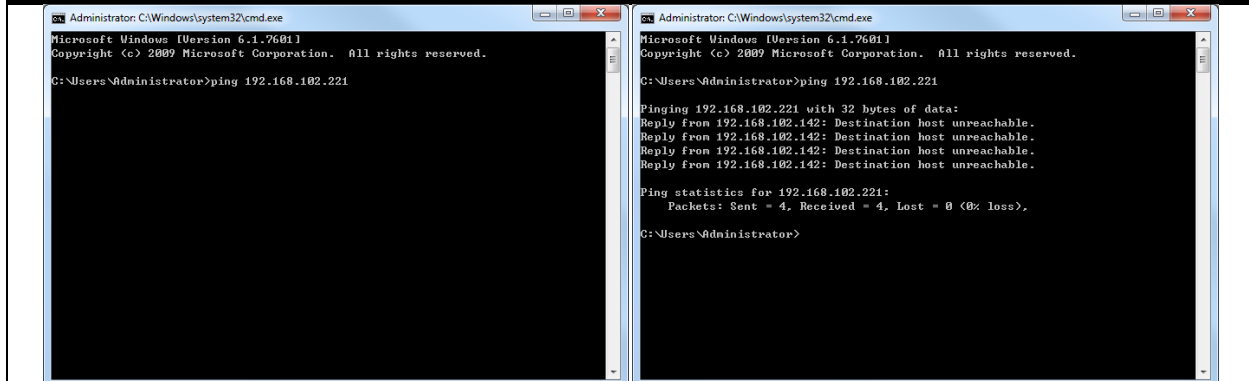 Administrator: C:\Windows\system32\cmd.exe
Microsoft Windows [Version 6.1.7601]
Copyright (c) 2009 Microsoft Corporation.  All rights reserved.
C:\Users\Administrator>ping 192.168.102.221
Administrator: C:\Windows\system32\cmd.exe
Microsoft Windows [Version 6.1.7601]
Copyright (c) 2009 Microsoft Corporation.  All rights reserved.
C:\Users\Administrator>ping 192.168.102.221
Pinging 192.168.102.221 with 32 bytes of data:
Reply from 192.168.102.142: Destination host unreachable.
Reply from 192.168.102.142: Destination host unreachable.
Reply from 192.168.102.142: Destination host unreachable.
Reply from 192.168.102.142: Destination host unreachable.
Ping statistics for 192.168.102.221:
    Packets: Sent = 4, Received = 4, Lost = 0 (0% loss),
C:\Users\Administrator>